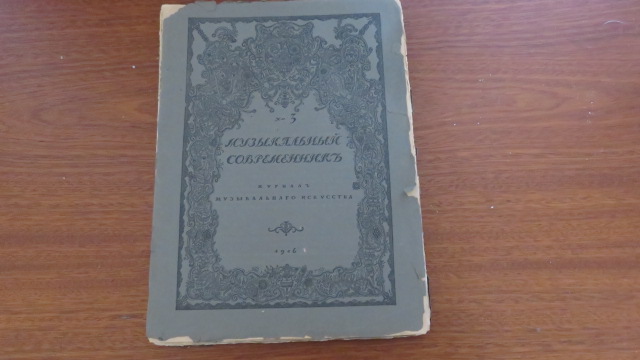 № 3
МУЗЫКАЛЬНЫЙ
СОВРЕМЕННИКЪ
ЖУРНАЛЪ
МУЗЫКАЛЬНАГО ИСКУССТВА
1916